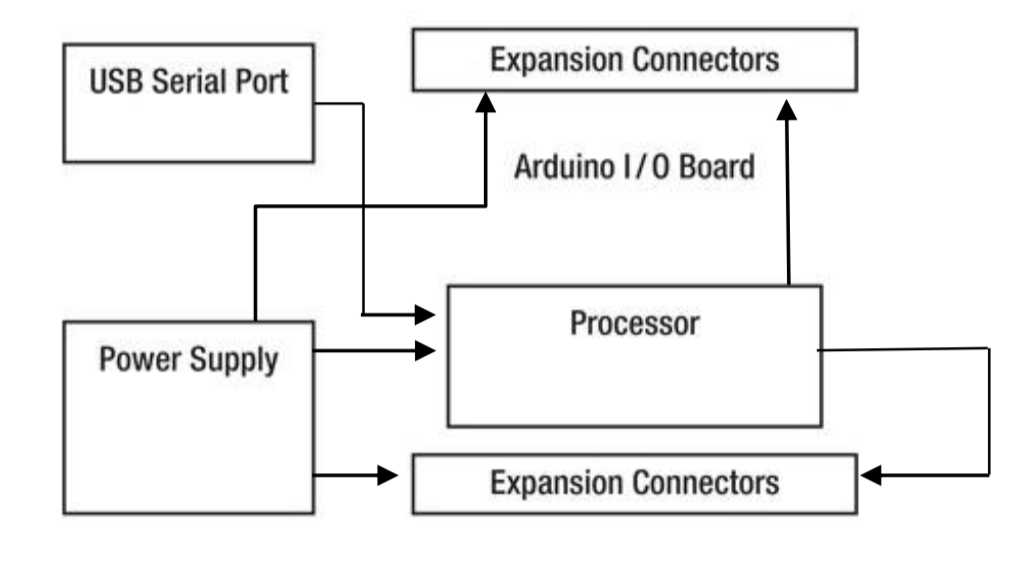 USB Serial Port
Expansion Connectors
Arduino I/O Board
Processor
Power Supply
Expansion Connectors